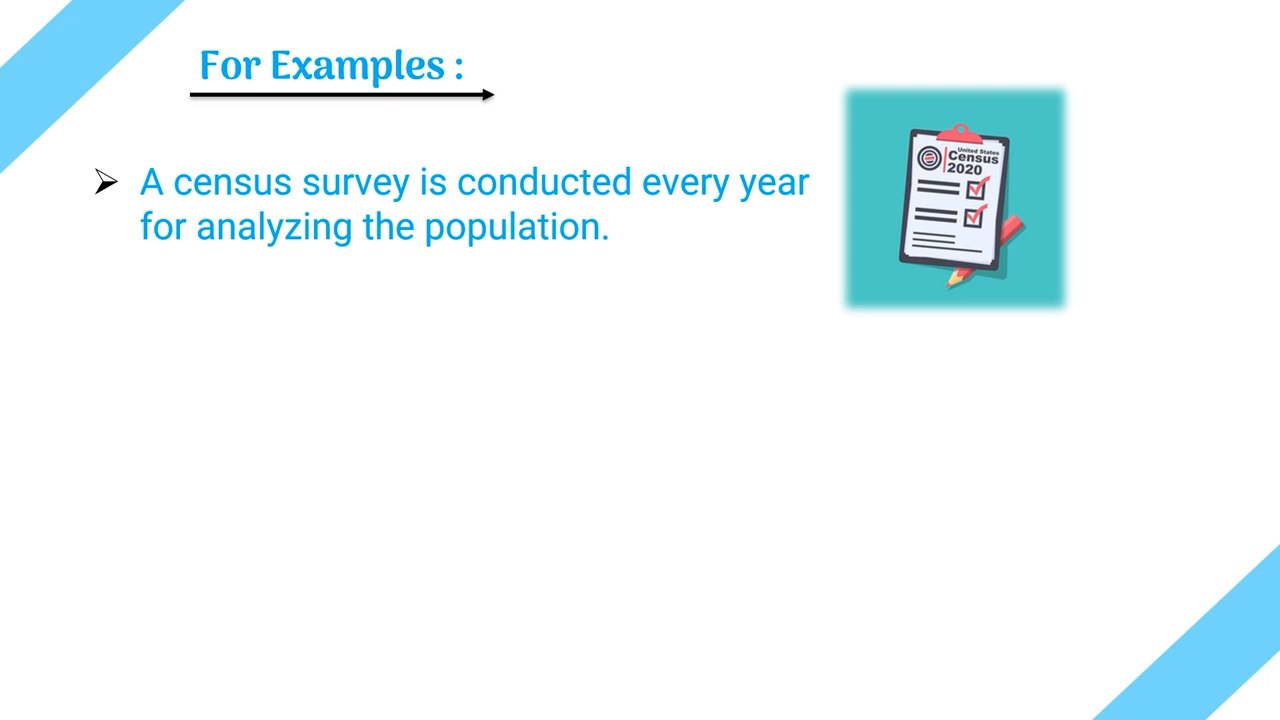 For Examples :
A census survey is conducted every year
for analyzing the population.
United States
Census
2020